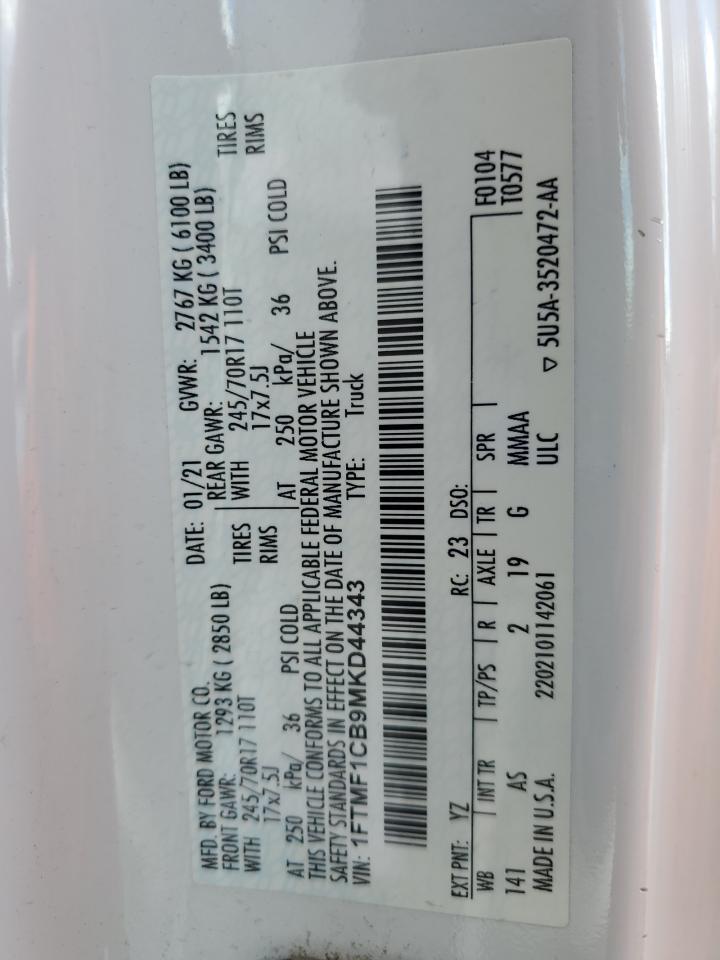 MFD. BY FORD MOTOR CO. DATE: 01/21 GVWR: 2767 KG ( 6100 LB)
FRONT GAWR: 1293 KG ( 2850 LB) REAR GAWR: 1542 KG ( 3400 LB)
WITH 245/70R17 110T TIRES WITH 245/70R17 110T TIRES
17x7.5J RIMS 17x7.5J RIMS
AT 250 kPa/ 36 PSI COLD AT 250 kPa/ 36 PSI COLD
THIS VEHICLE CONFORMS TO ALL APPLICABLE FEDERAL MOTOR VEHICLE
SAFETY STANDARDS IN EFFECT ON THE DATE OF MANUFACTURE SHOWN ABOVE.
VIN: 1FTMF1CB9MKD44343 TYPE: Truck
EXT PNT: YZ RC: 23 DSO: F0104
WB INT TR TP/PS R AXLE TR SPR T0577
141 AS 2 19 G MMAA
MADE IN U.S.A. 2202101142061 ULC ▽ 5U5A-3520472-AA